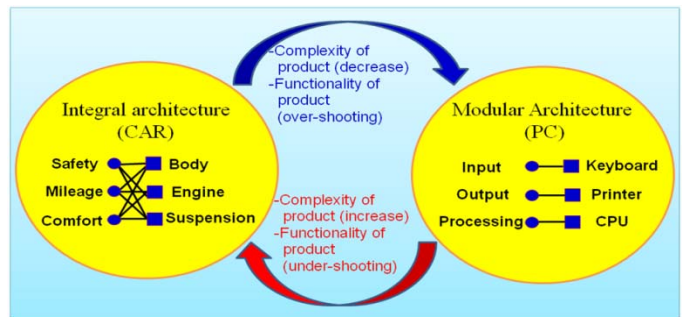 Integral architecture
(CAR)
Safety Body
Mileage Engine
Comfort Suspension
-Complexity of
product (decrease)
-Functionality of
product
(over-shooting)
-Complexity of
product (increase)
-Functionality of
product
(under-shooting)
Modular Architecture
(PC)
Input Keyboard
Output Printer
Processing CPU